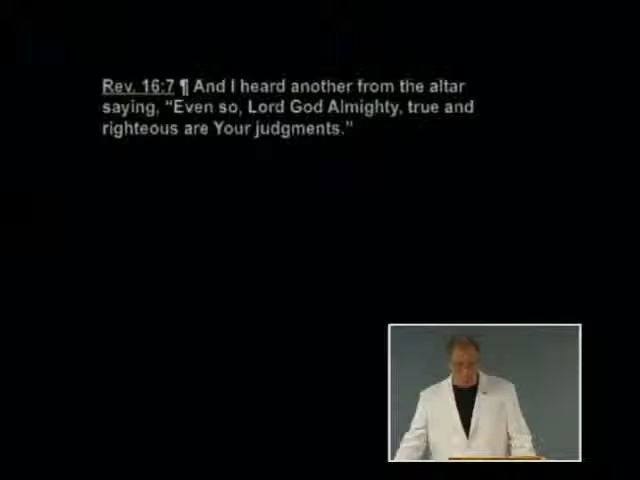 Rev. 16:7 ¶ And I heard another from the altar
saying, “Even so, Lord God Almighty, true and
righteous are Your judgments.”